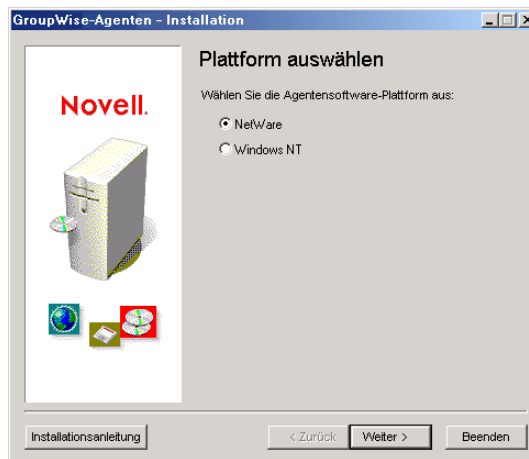 GroupWise-Agenten – Installation
Novell.
Plattform auswählen
Wählen Sie die Agentensoftware-Plattform aus:
NetWare
Windows NT
Installationsanleitung
< Zurück
Weiter >
Beenden